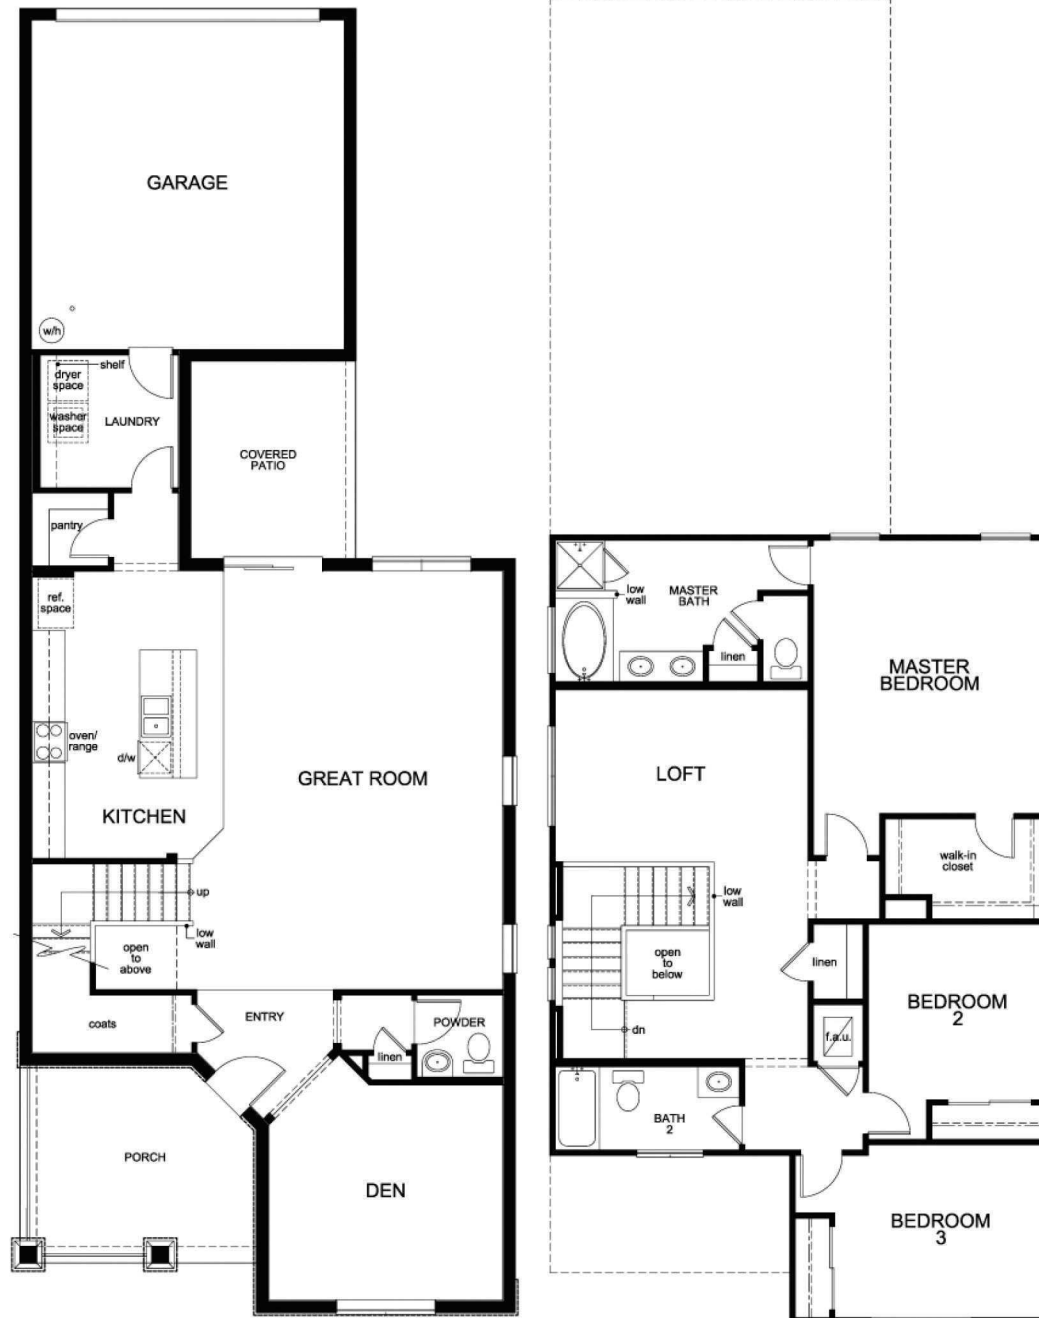 GARAGE
w/h
shelf
dryer
space
washer
space
LAUNDRY
COVERED
PATIO
pantry
ref.
space
oven/
range
d/w
KITCHEN
GREAT ROOM
up
low
wall
open
to
above
coats
ENTRY
POWDER
linen
PORCH
DEN
low
wall
MASTER
BATH
linen
MASTER
BEDROOM
LOFT
walk-in
closet
low
wall
open
to
below
linen
BEDROOM
2
dn
f.a.u.
BATH
2
BEDROOM
3